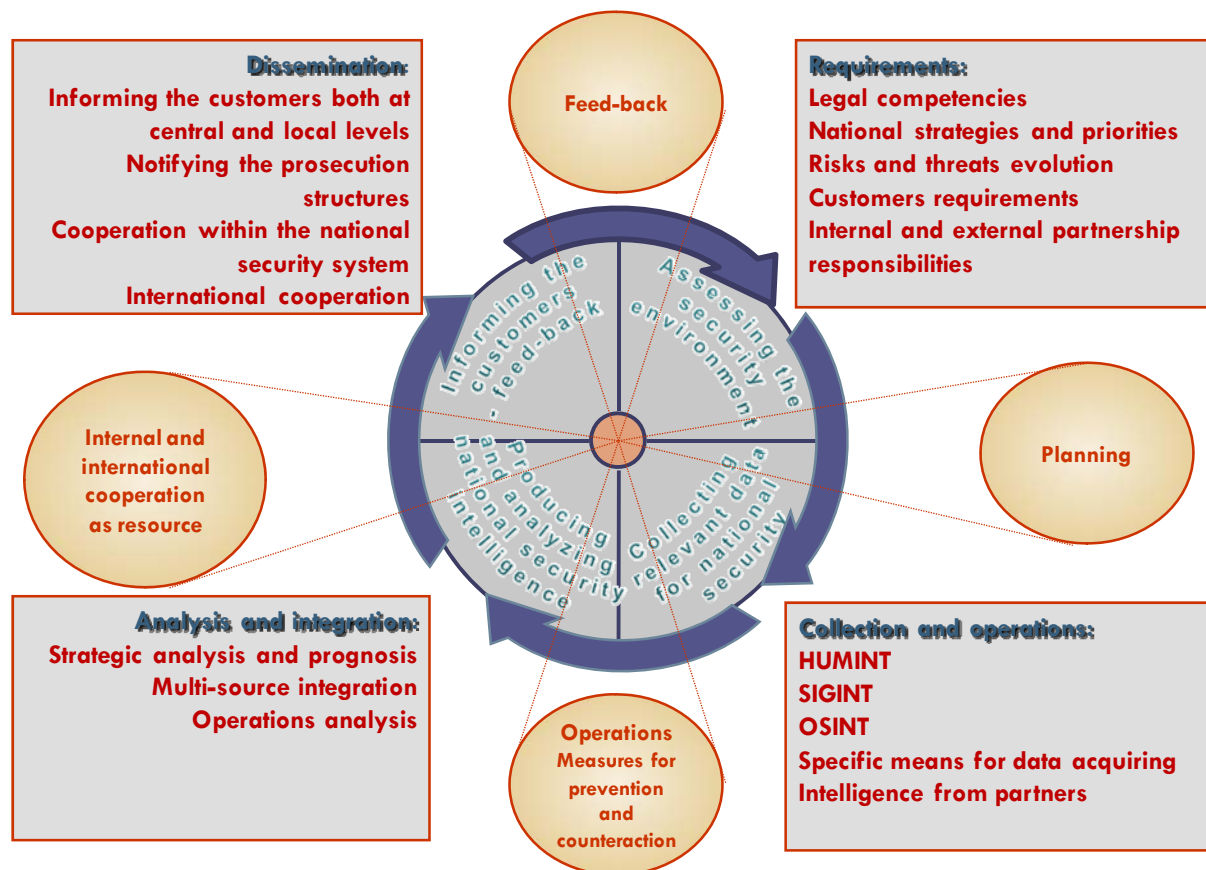 Feed-back
Dissemination:
Informing the customers both at
central and local levels
Notifying the prosecution
structures
Cooperation within the national
security system
International cooperation
Requirements:
Legal competencies
National strategies and priorities
Risks and threats evolution
Customers requirements
Internal and external partnership
responsibilities
Informing the
customers
- feed-back
Assessing the
security
environment
Internal and
international
cooperation
as resource
Planning
Producing
and analyzing
national security
intelligence
Collecting
relevant data
for national
security
Analysis and integration:
Strategic analysis and prognosis
Multi-source integration
Operations analysis
Operations
Measures for
prevention
and
counteraction
Collection and operations:
HUMINT
SIGINT
OSINT
Specific means for data acquiring
Intelligence from partners